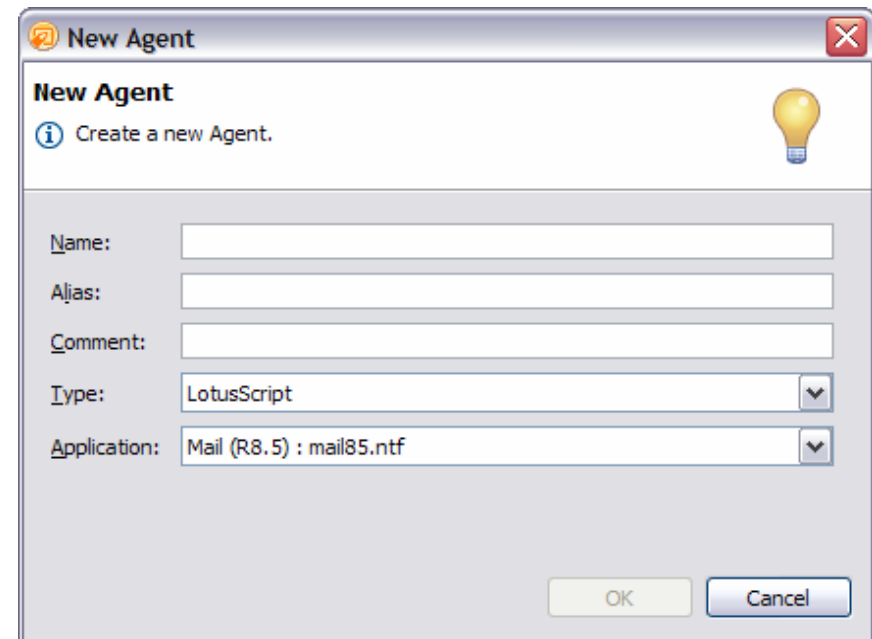 New Agent
New Agent
Create a new Agent.
Name:
Alias:
Comment:
Type: LotusScript
Application: Mail (R8.5) : mail85.ntf
OK Cancel